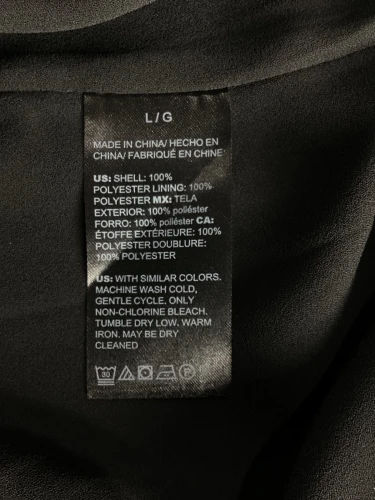 L/G
MADE IN CHINA/ HECHO EN
CHINA/ FABRIQUÉ EN CHINE
US: SHELL: 100%
POLYESTER LINING: 100%
POLYESTER MX: TELA
EXTERIOR: 100% poliéster
FORRO: 100% poliéster CA:
ÉTOFFE EXTÉRIEURE: 100%
POLYESTER DOUBLURE:
100% POLYESTER
US: WITH SIMILAR COLORS.
MACHINE WASH COLD,
GENTLE CYCLE. ONLY
NON-CHLORINE BLEACH.
TUMBLE DRY LOW. WARM
IRON. MAY BE DRY
CLEANED
30 P